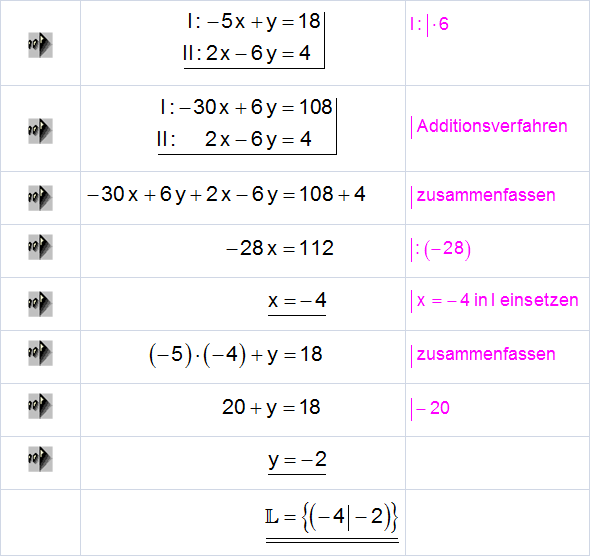 I: −5x + y = 18
I: | ·6
II: 2x − 6y = 4
I: −30x + 6y = 108
II: 2x − 6y = 4
| Additionsverfahren
−30x + 6y + 2x − 6y = 108 + 4
| zusammenfassen
−28x = 112
| : (−28)
x = −4
| x = −4 in I einsetzen
(−5)·(−4) + y = 18
| zusammenfassen
20 + y = 18
| − 20
y = −2
𝕃 = {(−4|−2)}